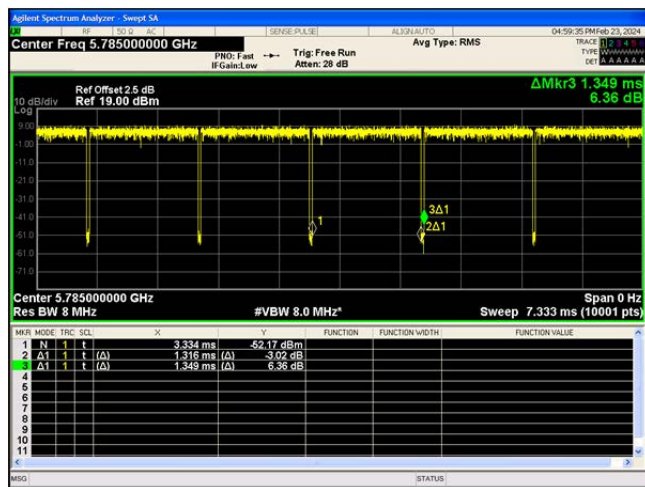 Agilent Spectrum Analyzer - Swept SA
RF 50 Ω AC SENSE:PULSE ALIGN AUTO 04:59:35 PM Feb 23, 2024
Center Freq 5.785000000 GHz Avg Type: RMS TRACE 1 2 3 4 5 6
PNO: Fast Trig: Free Run TYPE
IFGain:Low Atten: 28 dB DET A A A A A A
ΔMkr3 1.349 ms
Ref Offset 2.5 dB
10 dB/div Ref 19.00 dBm 6.36 dB
Log
9.00
-1.00
-11.0
-21.0
-31.0
-41.0
-51.0
-61.0
-71.0
1
3Δ1
2Δ1
Center 5.785000000 GHz Span 0 Hz
Res BW 8 MHz #VBW 8.0 MHz* Sweep 7.333 ms (10001 pts)
MKR MODE TRC SCL X Y FUNCTION FUNCTION WIDTH FUNCTION VALUE
1 N 1 t 3.334 ms -52.17 dBm
2 Δ1 1 t (Δ) 1.316 ms (Δ) -3.02 dB
3 Δ1 1 t (Δ) 1.349 ms (Δ) 6.36 dB
4
5
6
7
8
9
10
11
MSG STATUS